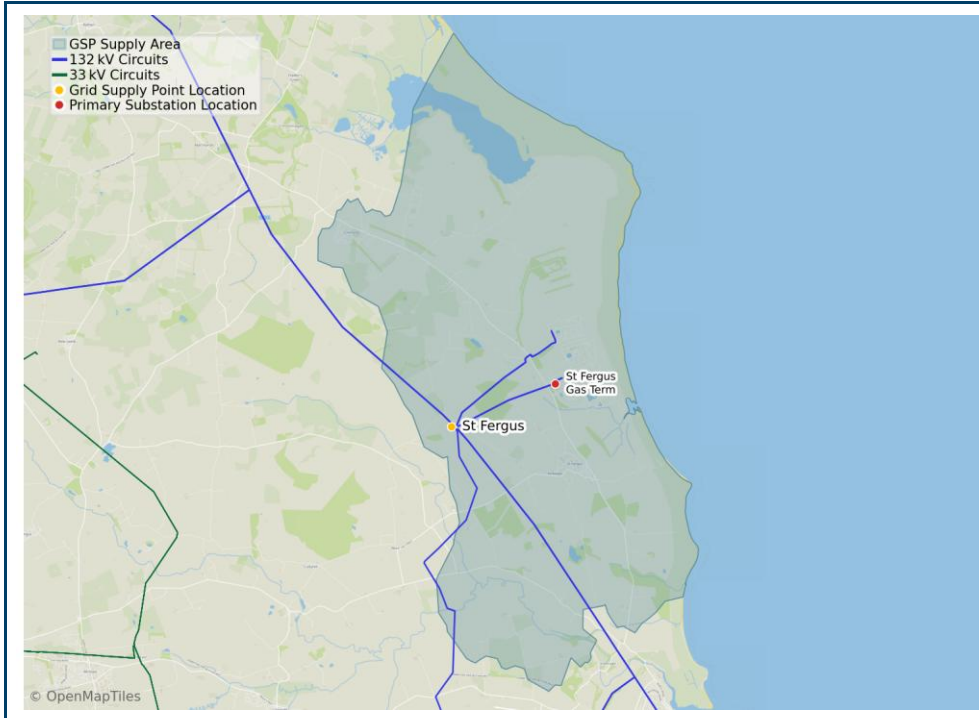 GSP Supply Area
132 kV Circuits
33 kV Circuits
Grid Supply Point Location
Primary Substation Location
St Fergus
Gas Term
St Fergus
© OpenMapTiles